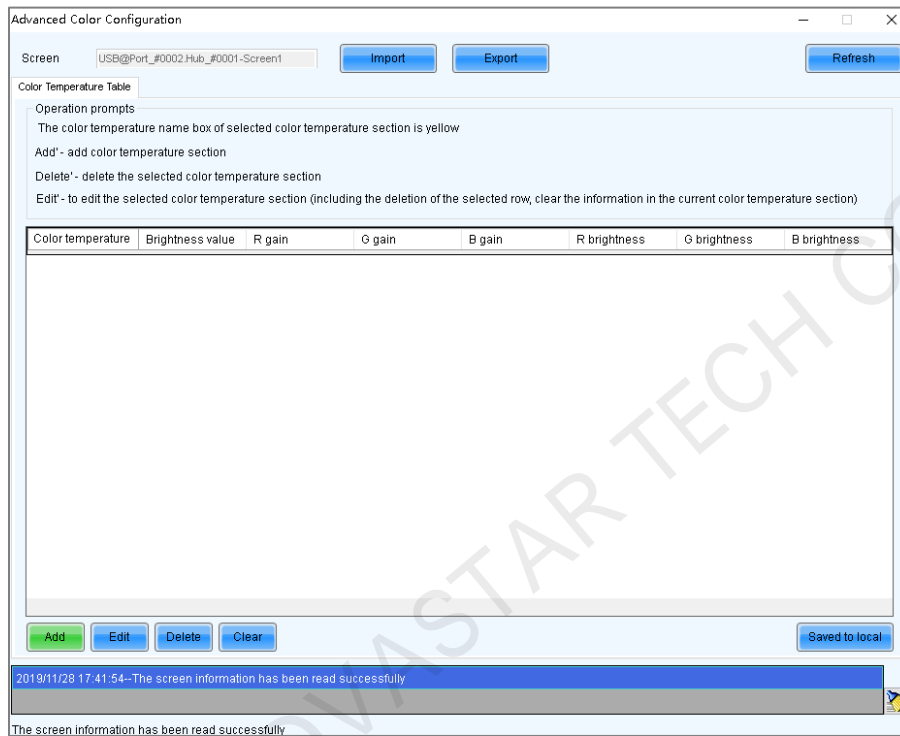 Advanced Color Configuration
Screen USB@Port_#0002.Hub_#0001-Screen1 Import Export Refresh
Color Temperature Table
Operation prompts
The color temperature name box of selected color temperature section is yellow
Add'- add color temperature section
Delete'- delete the selected color temperature section
Edit'- to edit the selected color temperature section (including the deletion of the selected row, clear the information in the current color temperature section)
Color temperature Brightness value R gain G gain B gain R brightness G brightness B brightness
Add Edit Delete Clear Saved to local
2019/11/28 17:41:54--The screen information has been read successfully
The screen information has been read successfully
OVASTAR TECH CO